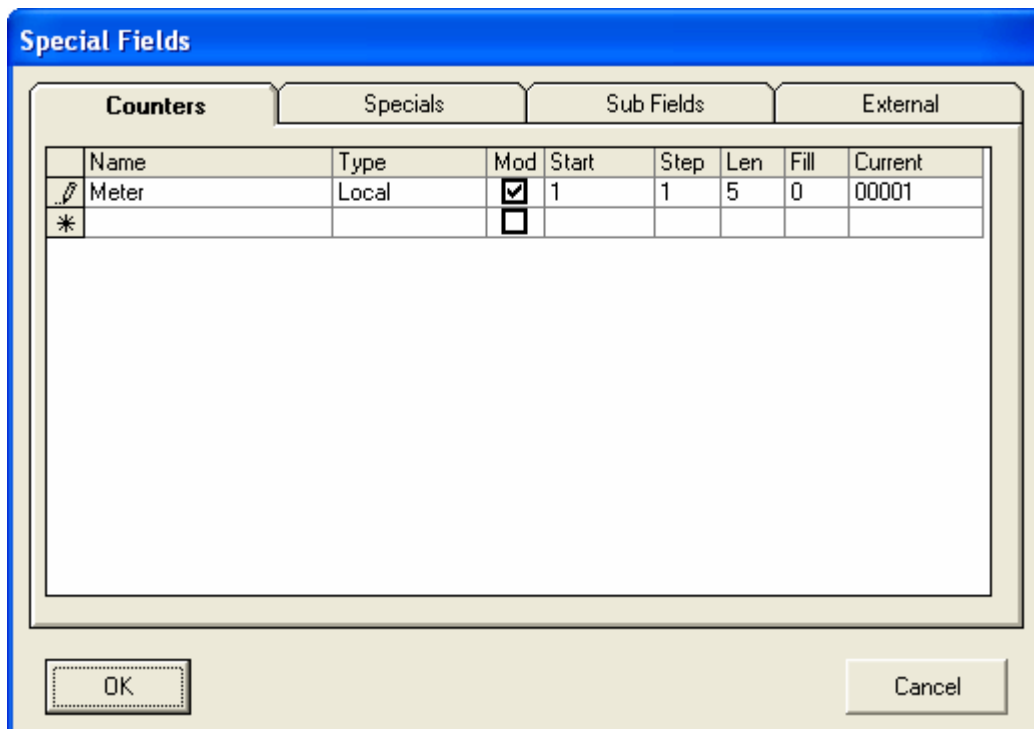 Special Fields
Counters Specials Sub Fields External
Name Type Mod Start Step Len Fill Current
Meter Local 1 1 5 0 00001
OK Cancel